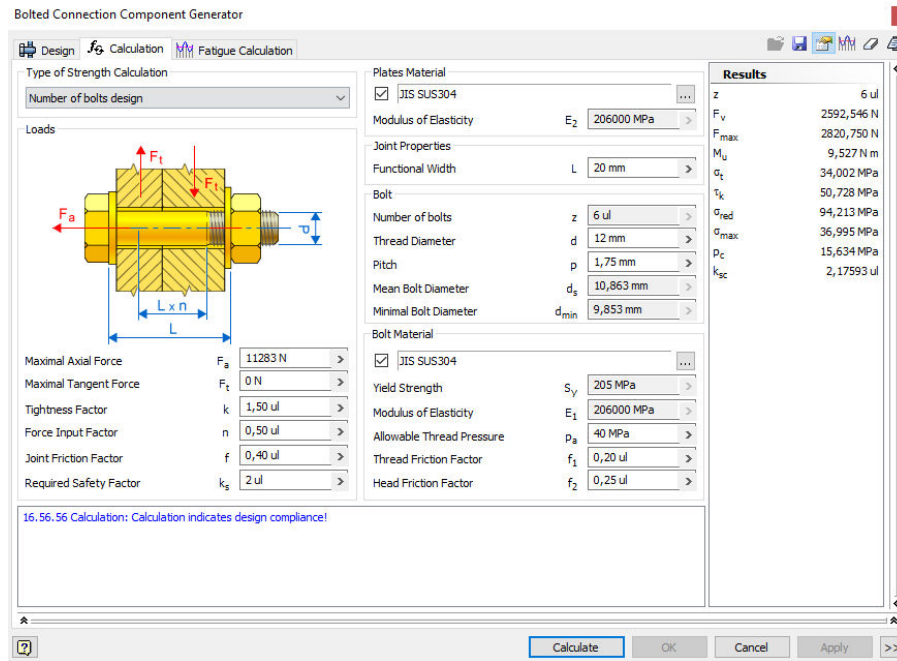 Bolted Connection Component Generator
Design
Calculation
Fatigue Calculation
Type of Strength Calculation
Number of bolts design
Loads
Ft
Ft
Fa
d
L x n
L
Maximal Axial Force Fa 11283 N >
Maximal Tangent Force Ft 0 N >
Tightness Factor k 1,50 ul >
Force Input Factor n 0,50 ul >
Joint Friction Factor f 0,40 ul >
Required Safety Factor ks 2 ul >
Plates Material
JIS SUS304 ...
Modulus of Elasticity E2 206000 MPa >
Joint Properties
Functional Width L 20 mm >
Bolt
Number of bolts z 6 ul >
Thread Diameter d 12 mm >
Pitch p 1,75 mm >
Mean Bolt Diameter ds 10,863 mm >
Minimal Bolt Diameter dmin 9,853 mm >
Bolt Material
JIS SUS304 ...
Yield Strength Sy 205 MPa >
Modulus of Elasticity E1 206000 MPa >
Allowable Thread Pressure pa 40 MPa >
Thread Friction Factor f1 0,20 ul >
Head Friction Factor f2 0,25 ul >
Results
z 6 ul
Fv 2592,546 N
Fmax 2820,750 N
Mu 9,527 N m
σt 34,002 MPa
τk 50,728 MPa
σred 94,213 MPa
σmax 36,995 MPa
pc 15,634 MPa
ksc 2,17593 ul
16.56.56 Calculation: Calculation indicates design compliance!
?
Calculate
OK
Cancel
Apply
>>